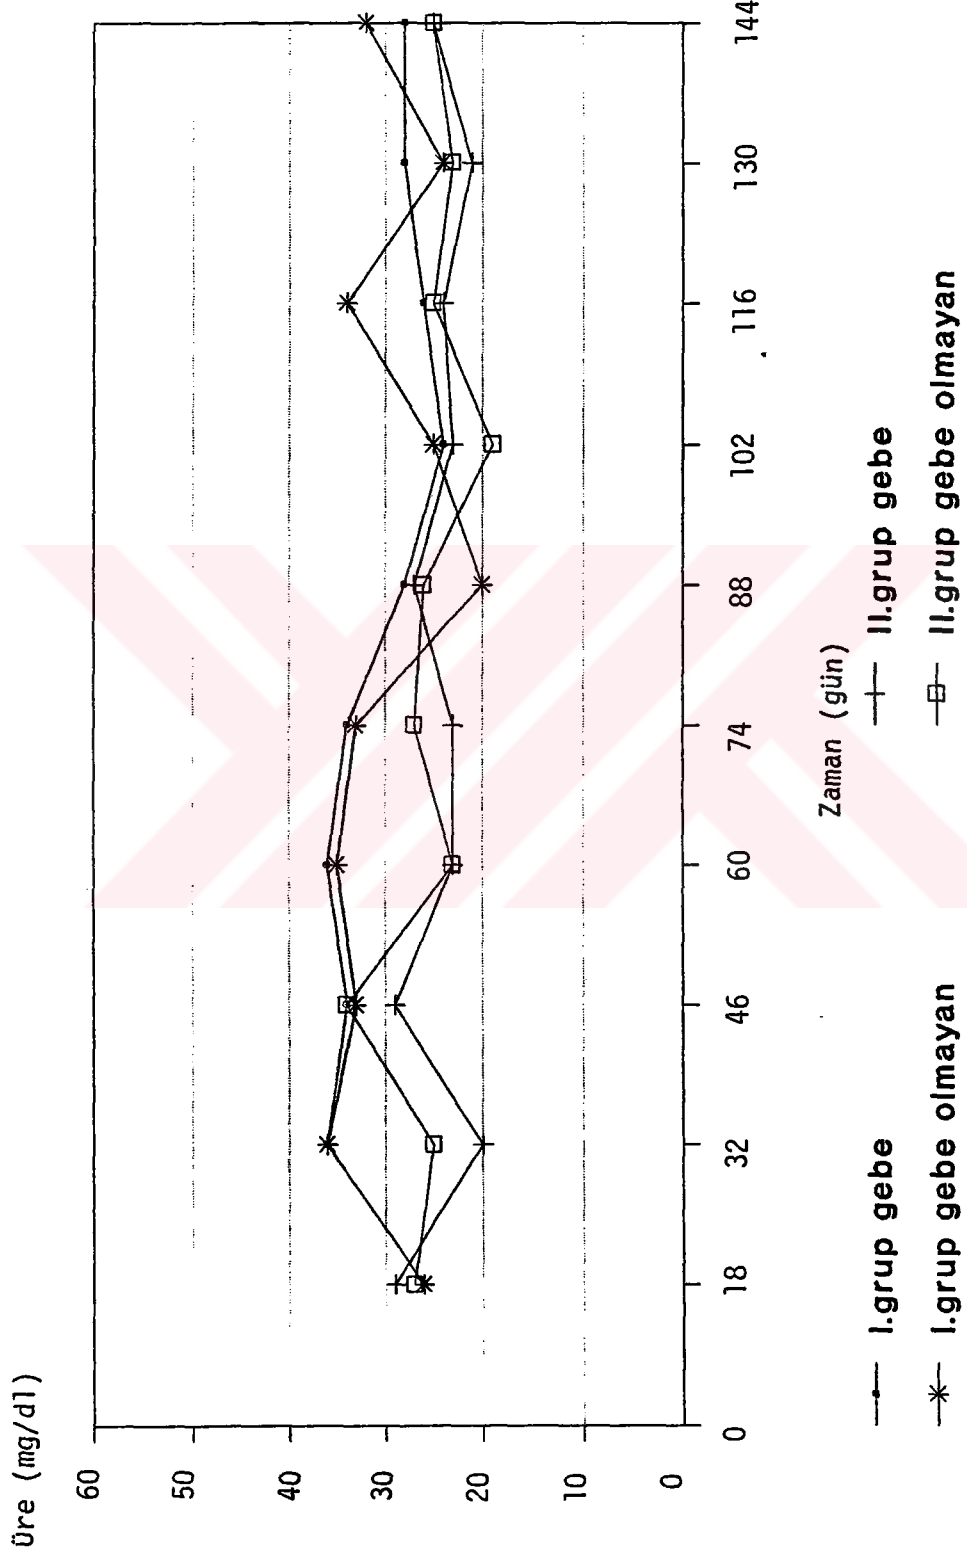 Üre (mg/dl)
60
50
40
30
20
10
0
0 18 32 46 60 74 88 102 116 130 144
Zaman (gün)
I.grup gebe
II.grup gebe
I.grup gebe olmayan
II.grup gebe olmayan